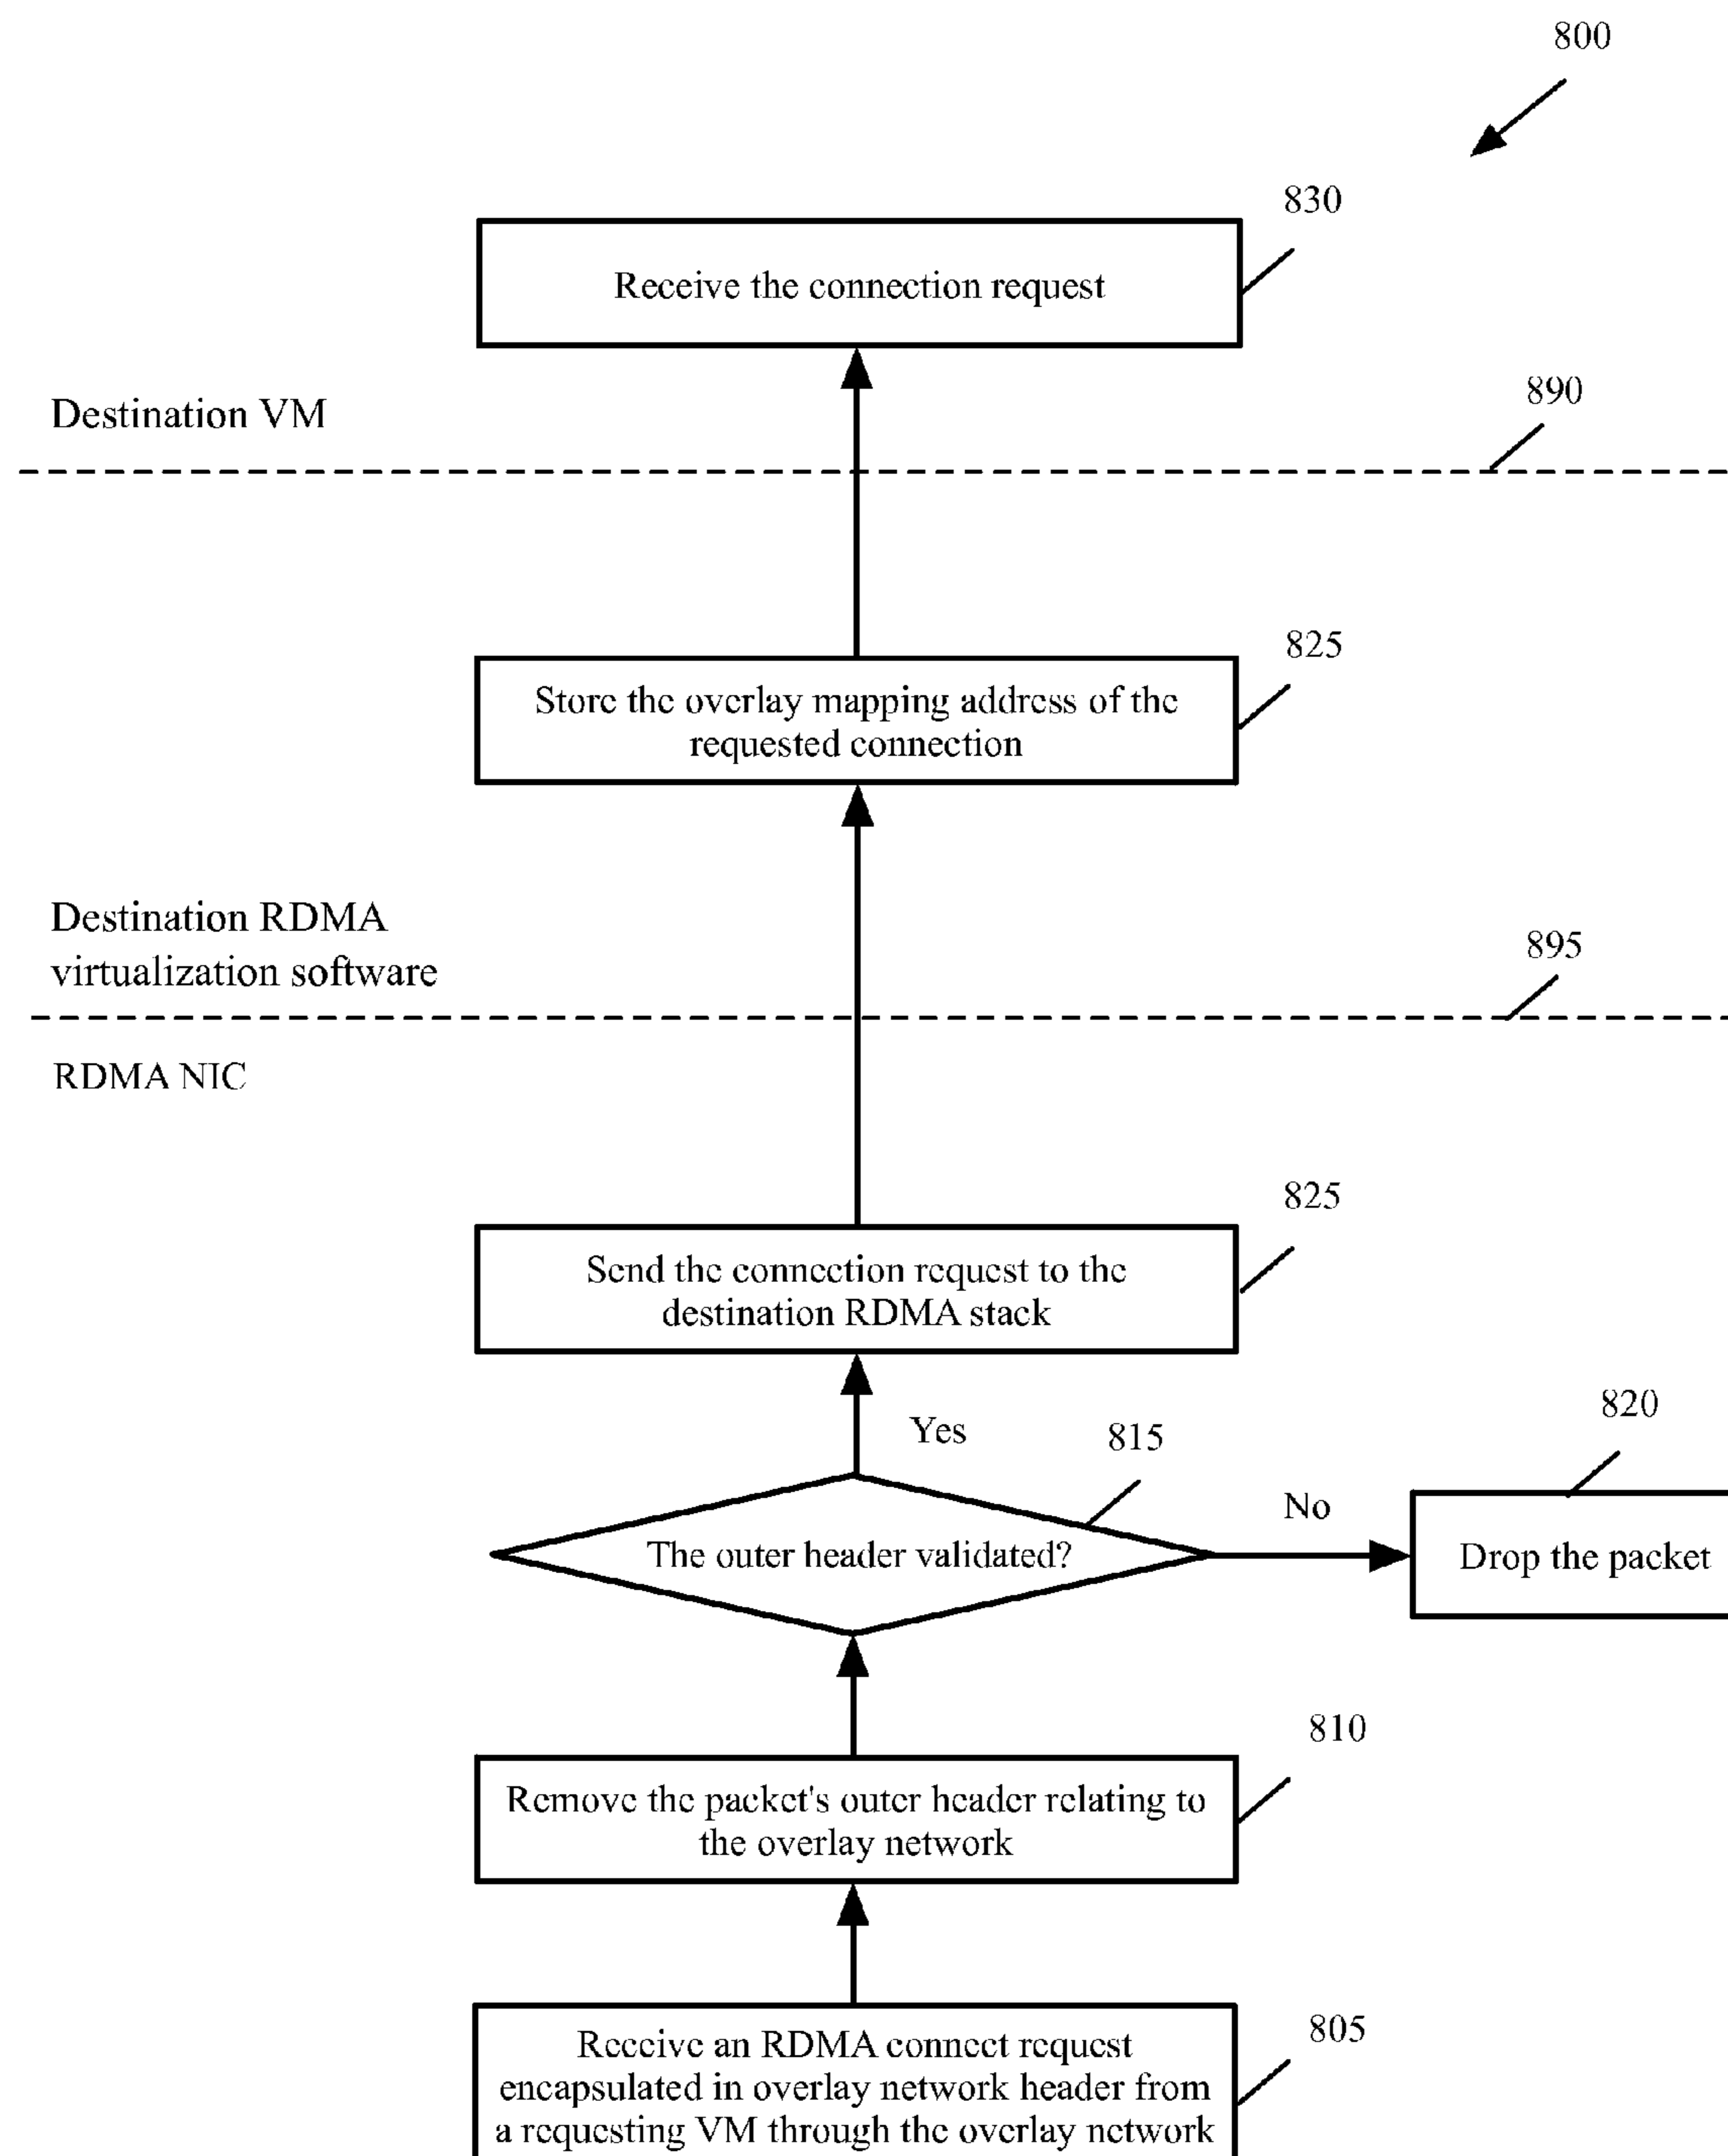 800
830
Receive the connection request
890
Destination VM
825
Store the overlay mapping address of the
requested connection
Destination RDMA
virtualization software
895
RDMA NIC
825
Send the connection request to the
destination RDMA stack
820
Yes
815
No
The outer header validated?
Drop the packet
810
Remove the packet's outer header relating to
the overlay network
805
Receive an RDMA connect request
encapsulated in overlay network header from
a requesting VM through the overlay network